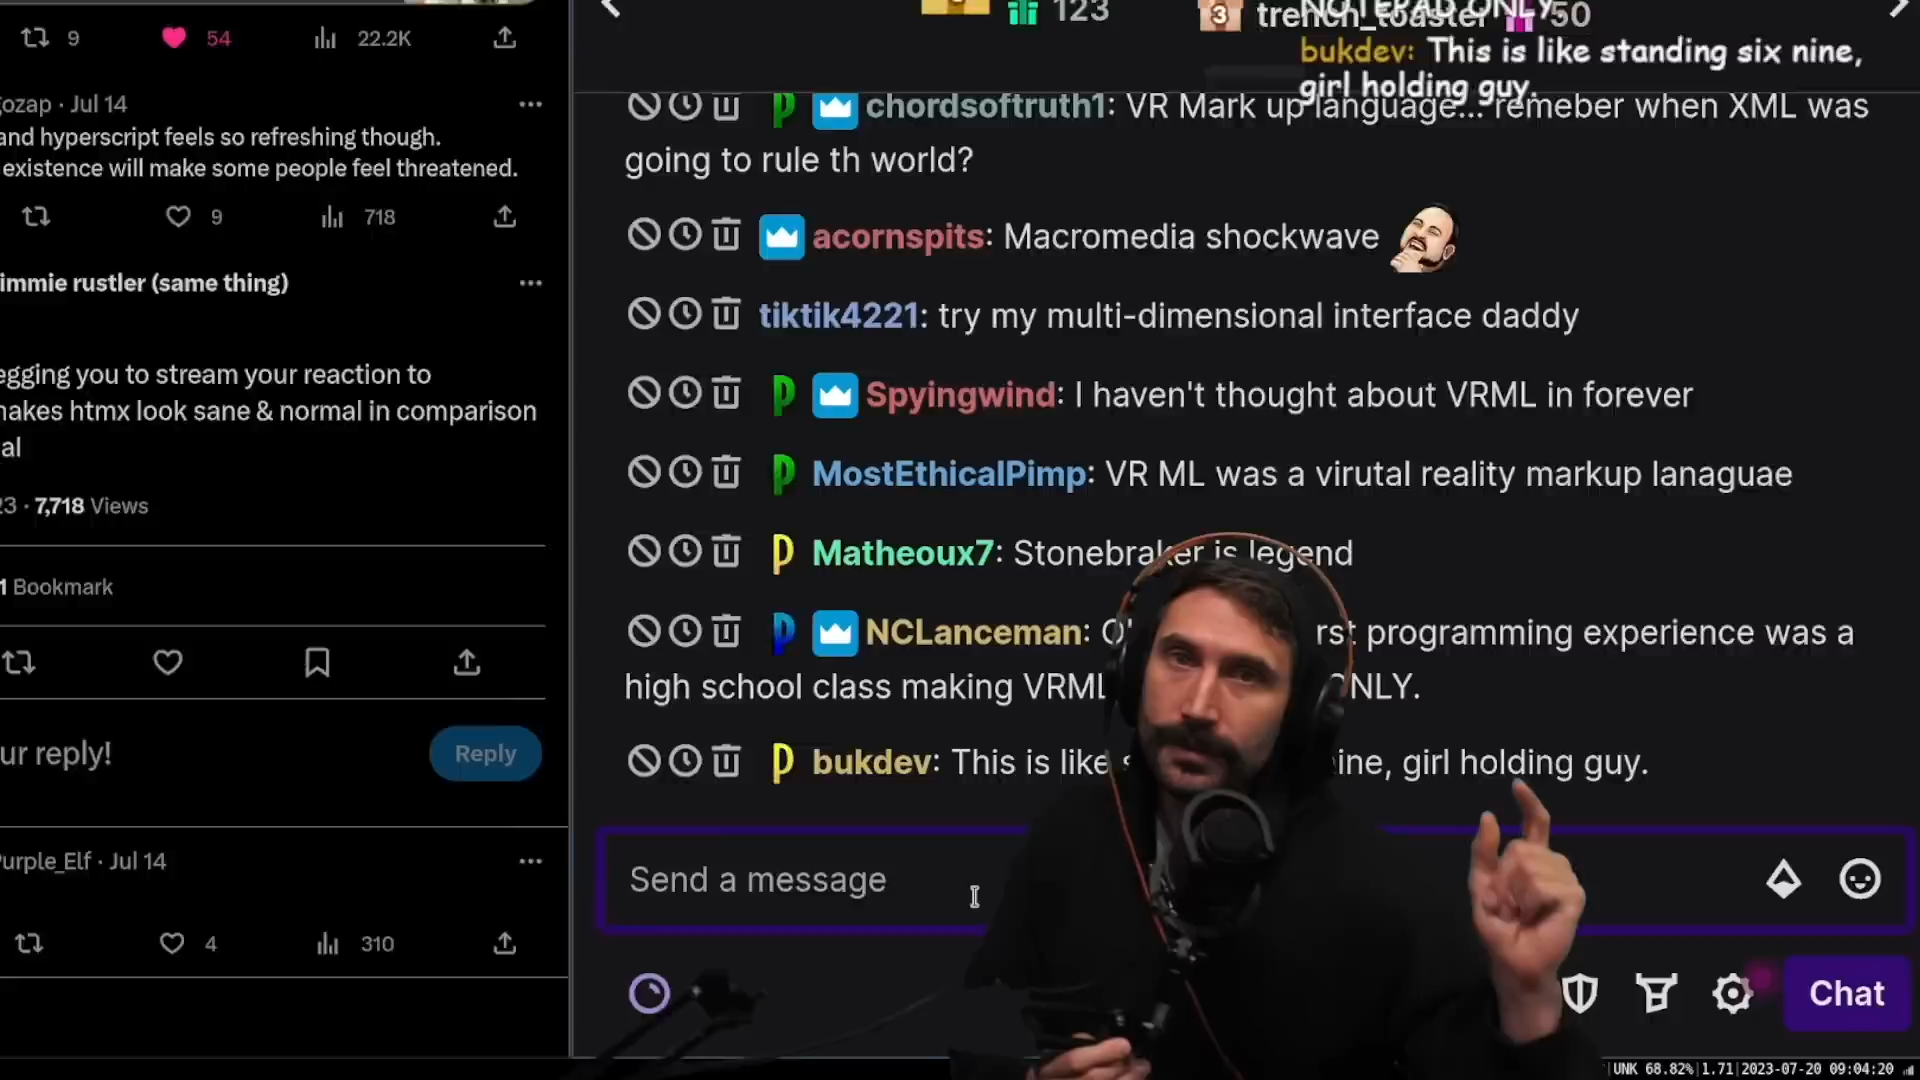 9 54 22.2K
gozap · Jul 14
and hyperscript feels so refreshing though.
existence will make some people feel threatened.
9 718
immie rustler (same thing)
egging you to stream your reaction to
makes htmx look sane & normal in comparison
al
23 · 7,718 Views
1 Bookmark
ur reply!
Reply
Purple_Elf · Jul 14
4 310
123
3 trench_toaster 50
NOTEPAD ONLY
bukdev: This is like standing six nine,
girl holding guy.
chordsoftruth1: VR Mark up language... remeber when XML was
going to rule th world?
acornspits: Macromedia shockwave
tiktik4221: try my multi-dimensional interface daddy
Spyingwind: I haven't thought about VRML in forever
MostEthicalPimp: VR ML was a virutal reality markup lanaguae
Matheoux7: Stonebraker is legend
NCLanceman: rst programming experience was a
high school class making VRML ONLY.
bukdev: This is like ine, girl holding guy.
Send a message
Chat
UNK 68.82%|1.71|2023-07-20 09:04:20